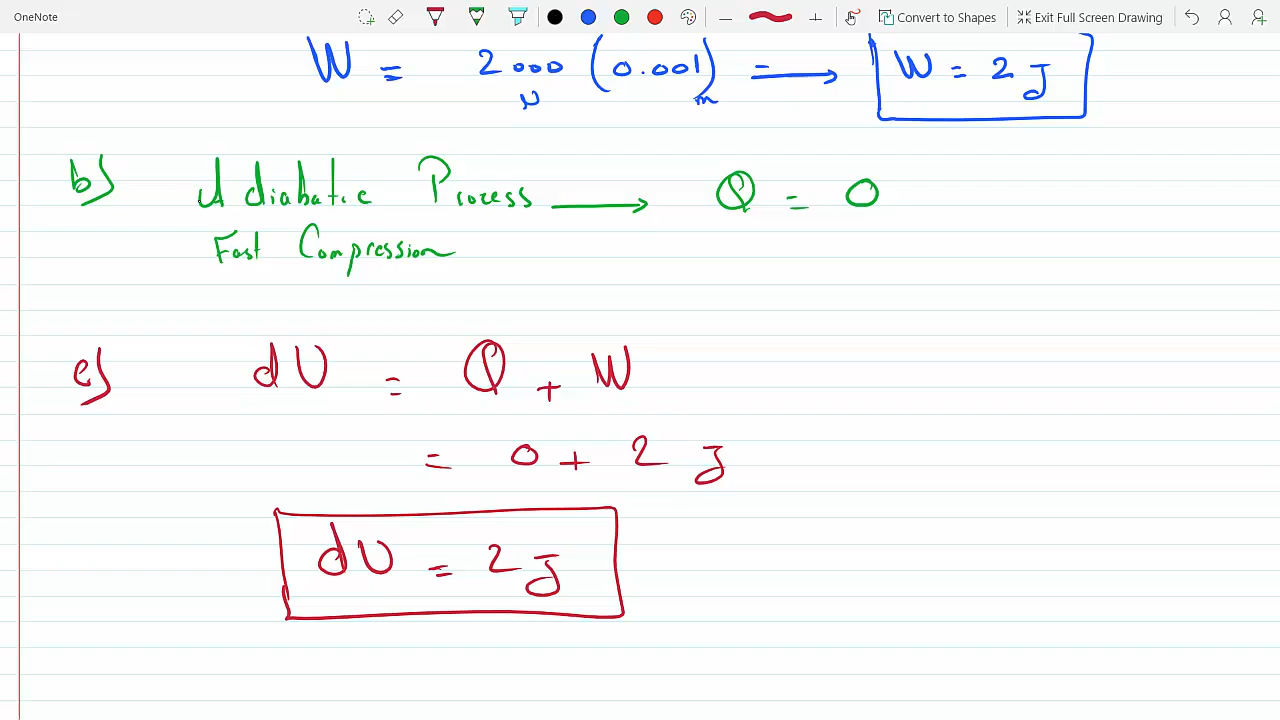 OneNote
Convert to Shapes
Exit Full Screen Drawing
W = 2000 (0.001) = → W = 2 J
N m
b) Adiabatic Process → Q = 0
Fast Compression
c) dU = Q + W
= 0 + 2 J
dU = 2 J